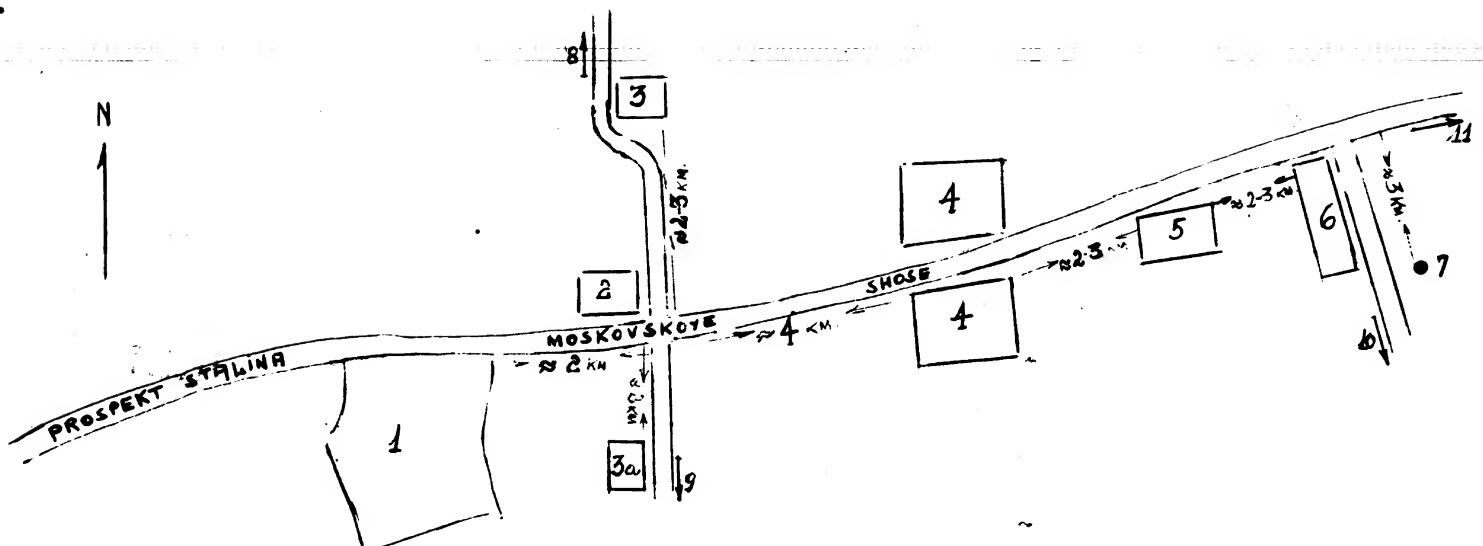 8
3
N
11
≈2-3 KM.
4
≈3 KM.
≈2-3 KM.
5
6
≈2-3 KM.
7
2
SHOSE
4
MOSKOVSKOYE
≈4 KM.
10
≈2 KM
PROSPEKT STALINA
1
3a
9